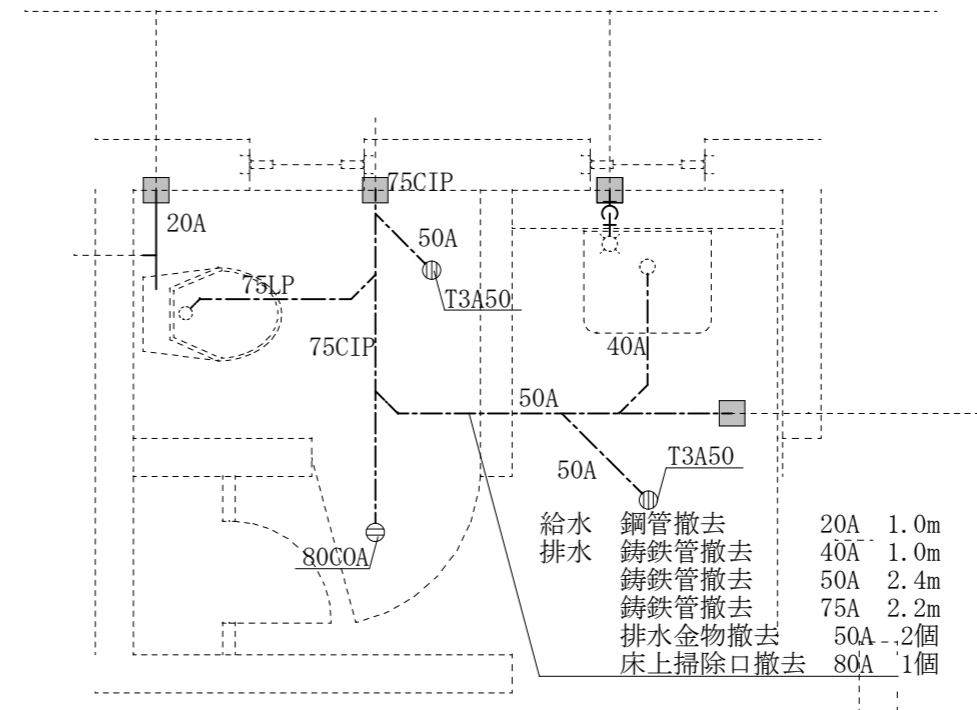 75CIP
20A
50A
75LP
T3A50
75CIP
40A
50A
T3A50
50A
80COA
給水 鋼管撤去 20A 1.0m
排水 鋳鉄管撤去 40A 1.0m
鋳鉄管撤去 50A 2.4m
鋳鉄管撤去 75A 2.2m
排水金物撤去 50A 2個
床上掃除口撤去 80A 1個